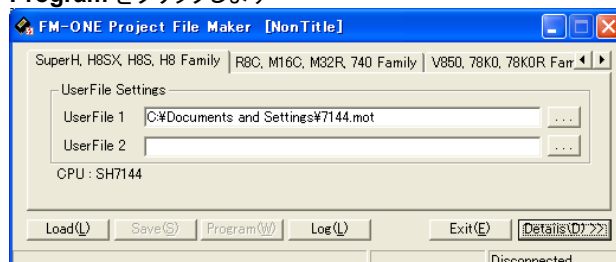 FM-ONE Project File Maker [NonTitle]
SuperH, H8SX, H8S, H8 Family R8C, M16C, M32R, 740 Family V850, 78K0, 78K0R Fam
UserFile Settings
UserFile 1 C:¥Documents and Settings¥7144.mot ...
UserFile 2 ...
CPU : SH7144
Load(L) Save(S) Program(W) Log(L) Exit(E) Details(D) >>
Disconnected